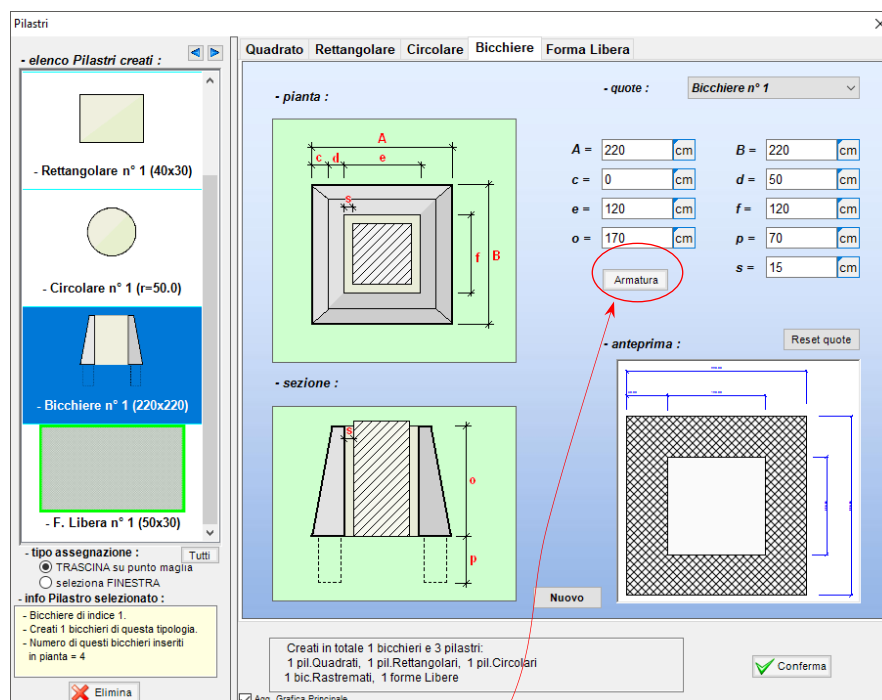 Pilastri
- elenco Pilastri creati :
- Rettangolare n° 1 (40x30)
- Circolare n° 1 (r=50.0)
- Bicchiere n° 1 (220x220)
- F. Libera n° 1 (50x30)
- tipo assegnazione :
Tutti
TRASCINA su punto maglia
seleziona FINESTRA
- info Pilastro selezionato :
- Bicchiere di indice 1.
- Creati 1 bicchieri di questa tipologia.
- Numero di questi bicchieri inseriti
in pianta = 4
Elimina
Quadrato Rettangolare Circolare Bicchiere Forma Libera
- pianta :
A
c d e
s
f B
- sezione :
s
o
p
- quote :
Bicchiere n° 1
A = 220 cm B = 220 cm
c = 0 cm d = 50 cm
e = 120 cm f = 120 cm
o = 170 cm p = 70 cm
s = 15 cm
Armatura
- anteprima :
Reset quote
Nuovo
Creati in totale 1 bicchieri e 3 pilastri:
1 pil.Quadrati, 1 pil.Rettangolari, 1 pil.Circolari
1 bic.Rastremati, 1 forme Libere
Conferma
Agg. Grafica Principale